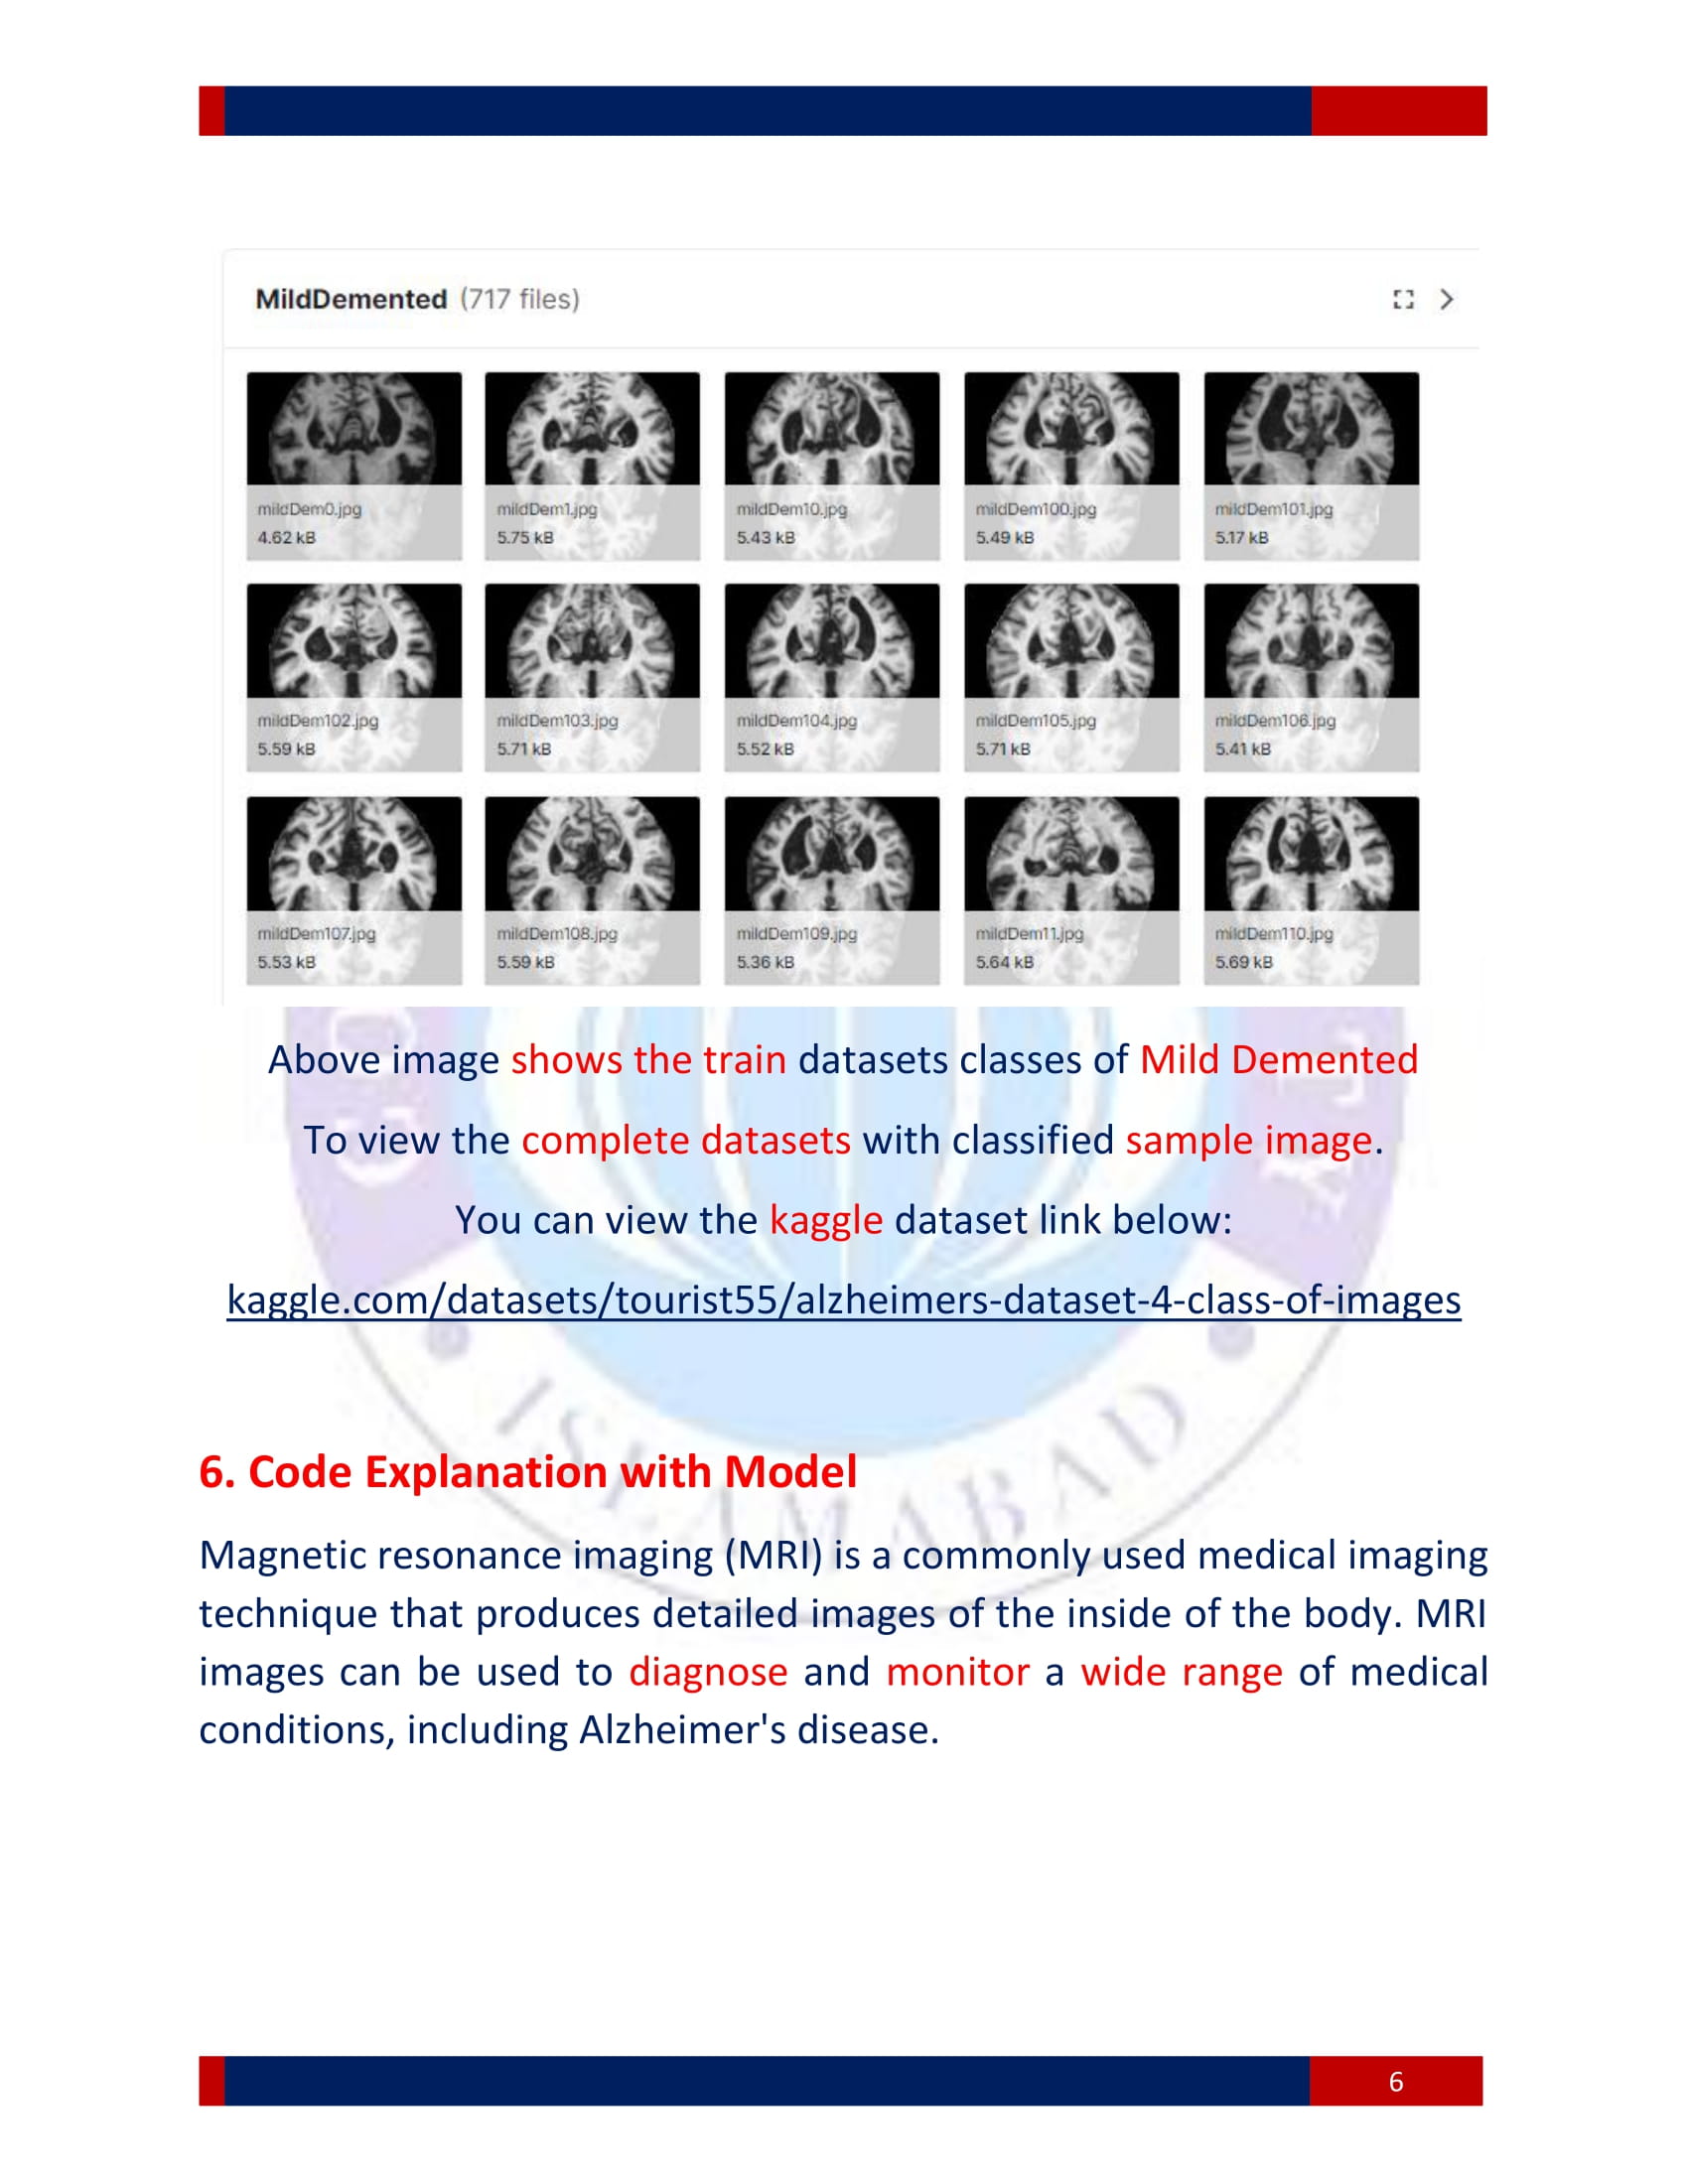 MildDemented (717 files)
mildDem0.jpg
4.62 kB
mildDem1.jpg
5.75 kB
mildDem10.jpg
5.43 kB
mildDem100.jpg
5.49 kB
mildDem101.jpg
5.17 kB
mildDem102.jpg
5.59 kB
mildDem103.jpg
5.71 kB
mildDem104.jpg
5.52 kB
mildDem105.jpg
5.71 kB
mildDem106.jpg
5.41 kB
mildDem107.jpg
5.53 kB
mildDem108.jpg
5.59 kB
mildDem109.jpg
5.36 kB
mildDem11.jpg
5.64 kB
mildDem110.jpg
5.69 kB
Above image shows the train datasets classes of Mild Demented
To view the complete datasets with classified sample image.
You can view the kaggle dataset link below:
kaggle.com/datasets/tourist55/alzheimers-dataset-4-class-of-images
ISLAMABAD
6. Code Explanation with Model
Magnetic resonance imaging (MRI) is a commonly used medical imaging
technique that produces detailed images of the inside of the body. MRI
images can be used to diagnose and monitor a wide range of medical
conditions, including Alzheimer's disease.
6